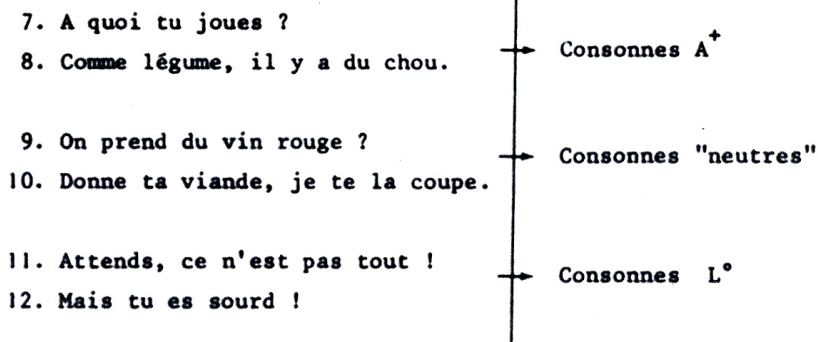 7. A quoi tu joues ?
8. Comme légume, il y a du chou.
Consonnes A⁺
9. On prend du vin rouge ?
10. Donne ta viande, je te la coupe.
Consonnes "neutres"
11. Attends, ce n'est pas tout !
12. Mais tu es sourd !
Consonnes L°